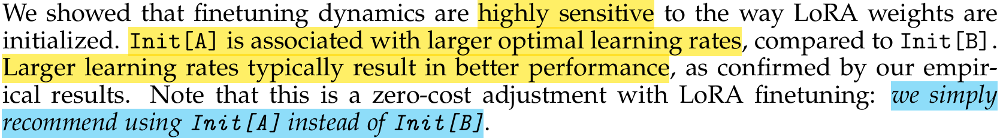 We showed that finetuning dynamics are highly sensitive to the way LoRA weights are
initialized. Init[A] is associated with larger optimal learning rates, compared to Init[B].
Larger learning rates typically result in better performance, as confirmed by our empir-
ical results. Note that this is a zero-cost adjustment with LoRA finetuning: we simply
recommend using Init[A] instead of Init[B].